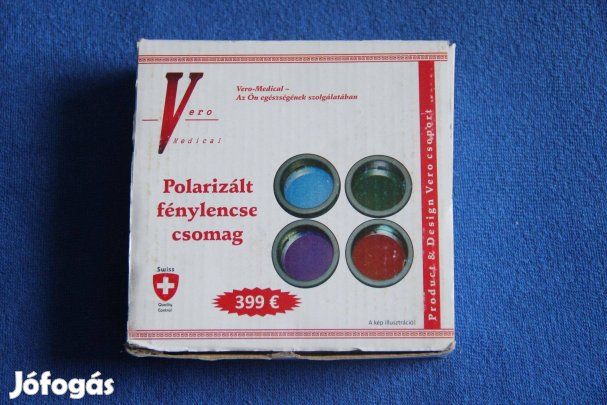 Vero
Medical
Vero-Medical –
Az Ön egészségének szolgálatában
Polarizált
fénylencse
csomag
Swiss
Quality
Control
399 €
A kép illusztráció!
Product & Design Vero csoport
Jófogás